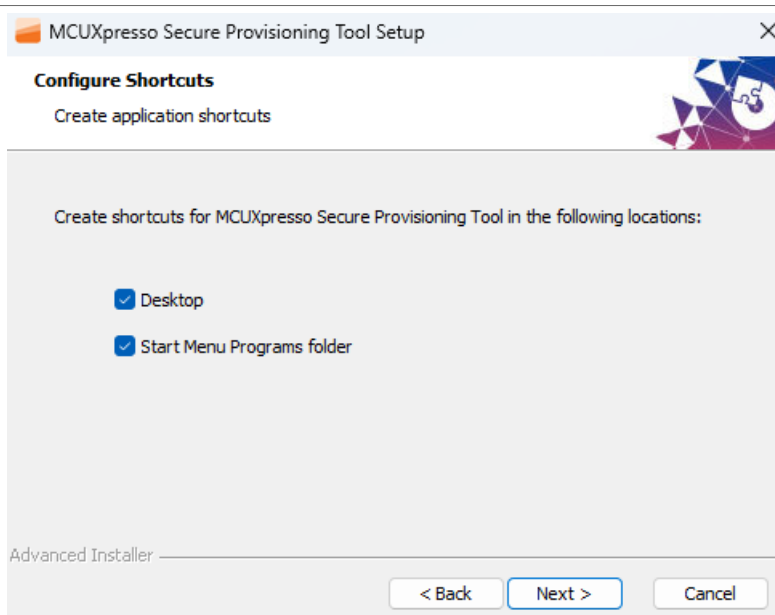 MCUXpresso Secure Provisioning Tool Setup
Configure Shortcuts
Create application shortcuts
Create shortcuts for MCUXpresso Secure Provisioning Tool in the following locations:
Desktop
Start Menu Programs folder
Advanced Installer
< Back Next > Cancel